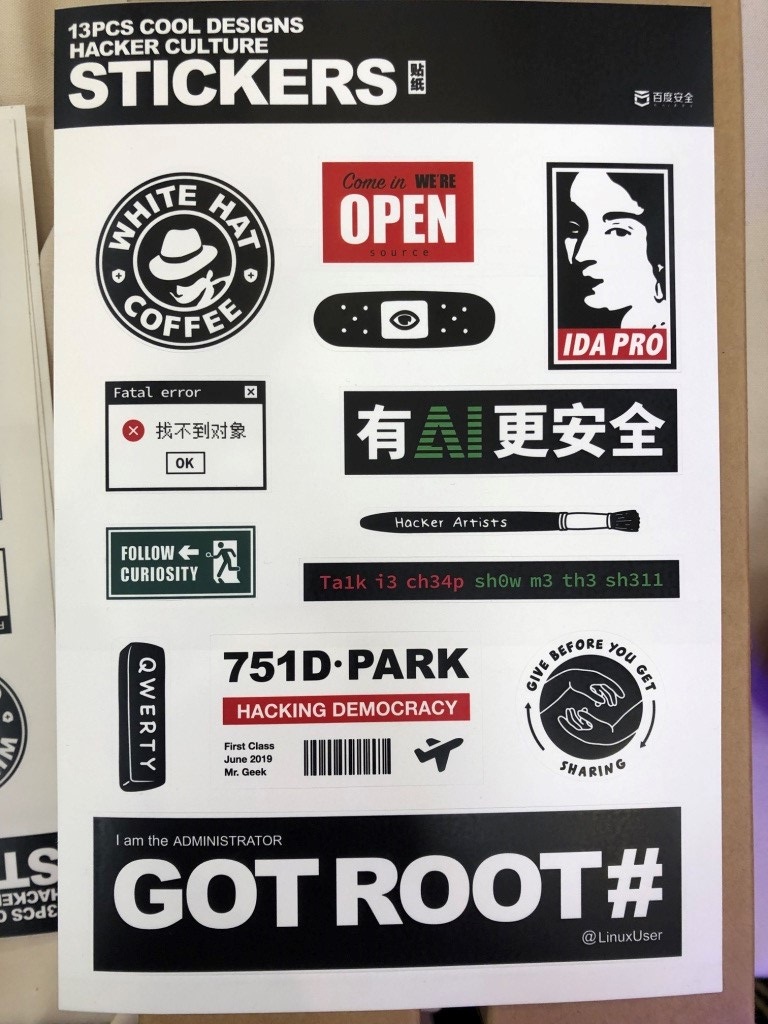 13PCS COOL DESIGNS
HACKER CULTURE
STICKERS 贴纸
百度安全
WHITE HAT
COFFEE
Come in WE'RE
OPEN
source
IDA PRO
Fatal error
找不到对象
OK
有AI更安全
Hacker Artists
FOLLOW
CURIOSITY
Ta1k i3 ch34p sh0w m3 th3 sh311
QWERTY
751D·PARK
HACKING DEMOCRACY
First Class
June 2019
Mr. Geek
GIVE BEFORE YOU GET
SHARING
I am the ADMINISTRATOR
GOT ROOT#
@LinuxUser